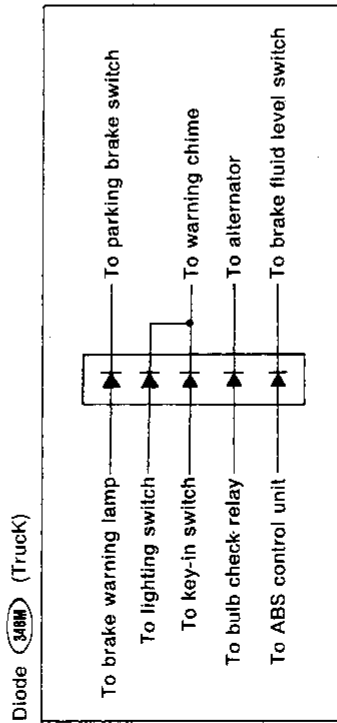 Diode 348M (Truck)
To brake warning lamp
To parking brake switch
To lighting switch
To key-in switch
To warning chime
To bulb check relay
To alternator
To ABS control unit
To brake fluid level switch